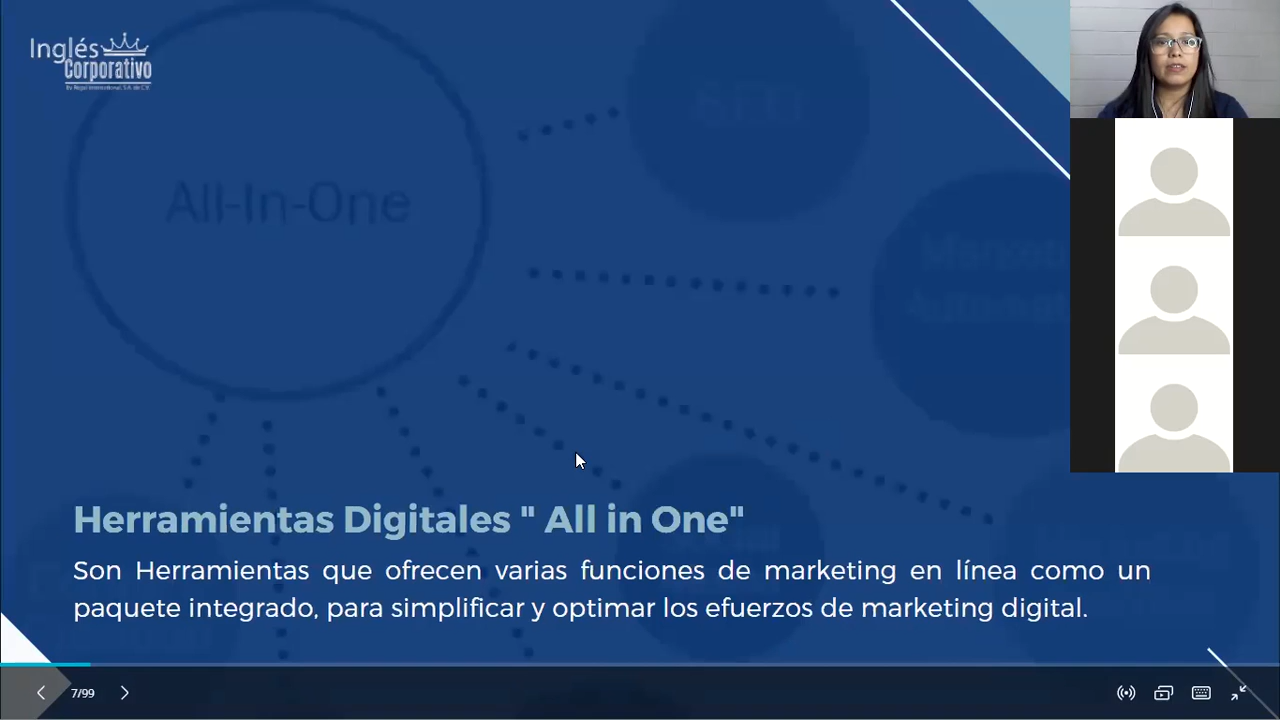 Inglés
Corporativo
All-In-One
Herramientas Digitales " All in One"
Son Herramientas que ofrecen varias funciones de marketing en línea como un
paquete integrado, para simplificar y optimar los efuerzos de marketing digital.
7/99